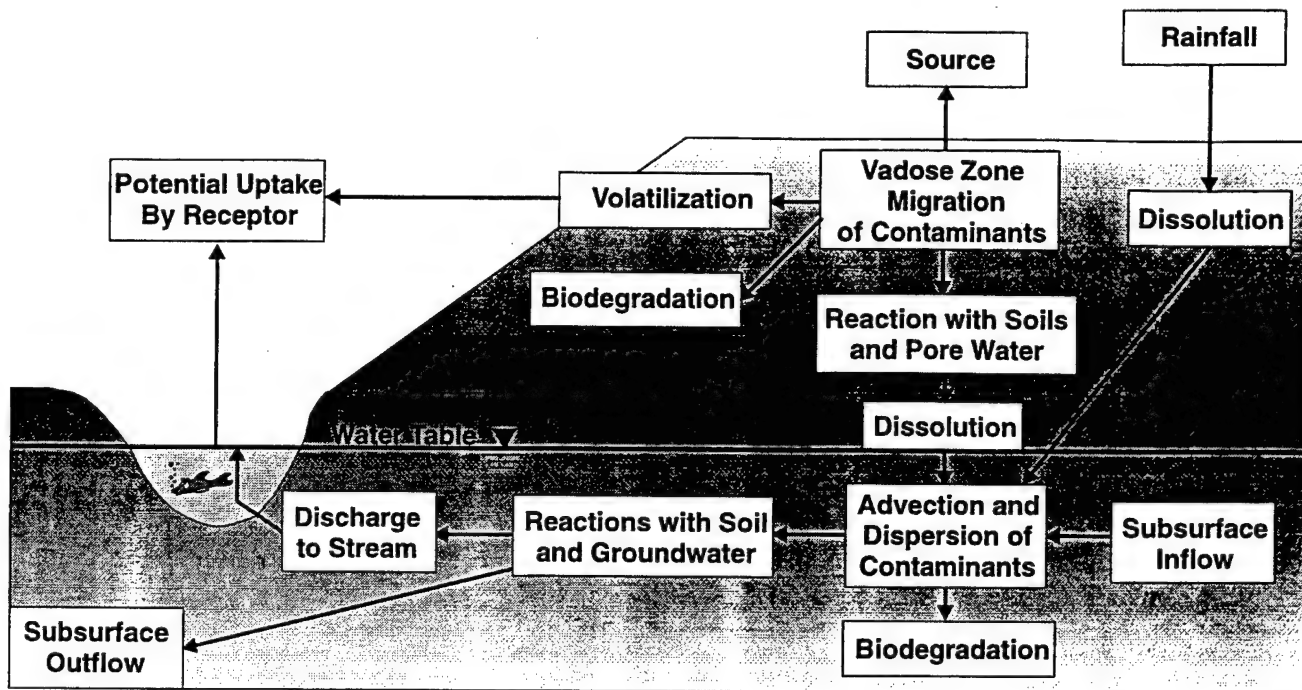 Rainfall
Source
Potential Uptake
By Receptor
Volatilization
Vadose Zone
Migration
of Contaminants
Dissolution
Biodegradation
Reaction with Soils
and Pore Water
Dissolution
Water Table
Discharge
to Stream
Reactions with Soil
and Groundwater
Advection and
Dispersion of
Contaminants
Subsurface
Inflow
Subsurface
Outflow
Biodegradation